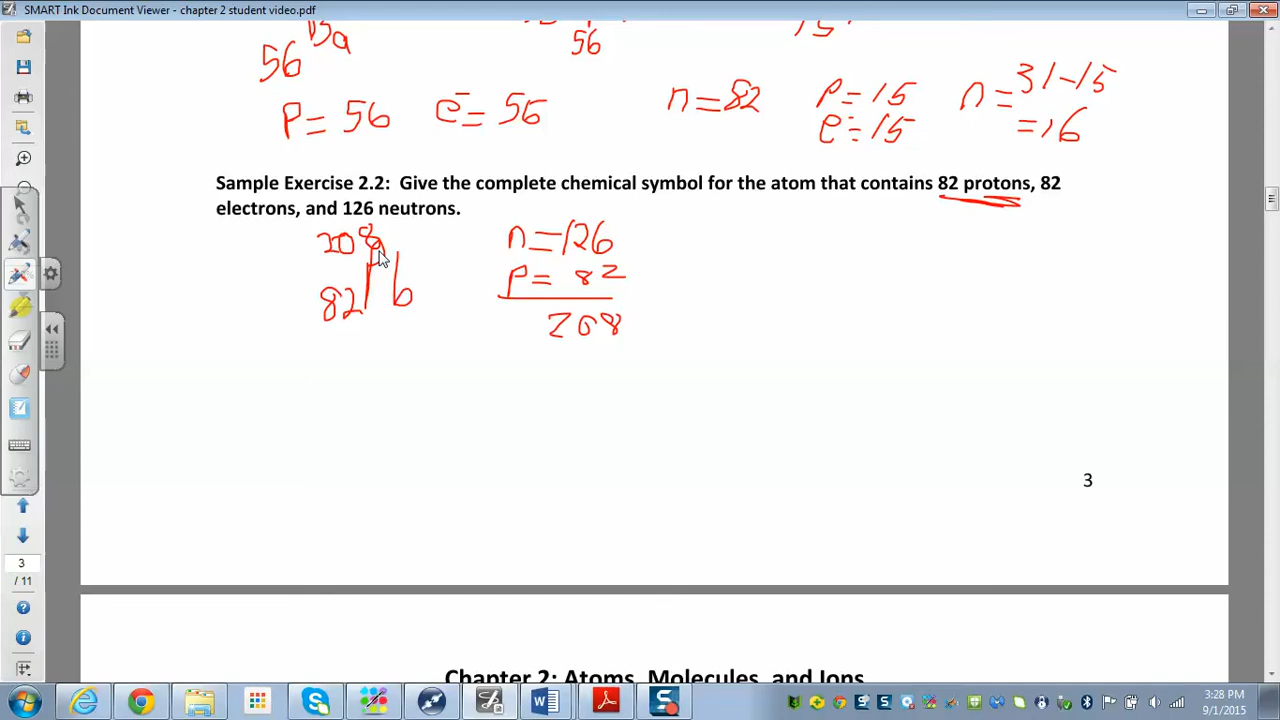 SMART Ink Document Viewer - chapter 2 student video.pdf
56 Ba
56
15
P = 56 e⁻ = 56 n = 82 P = 15 n = 31-15
e⁻ = 15 = 16
Sample Exercise 2.2: Give the complete chemical symbol for the atom that contains 82 protons, 82
electrons, and 126 neutrons.
208
82 Pb
n = 126
P = 82
208
3
3
/ 11
Chapter 2: Atoms, Molecules, and Ions
W
S
S
3:28 PM
9/1/2015